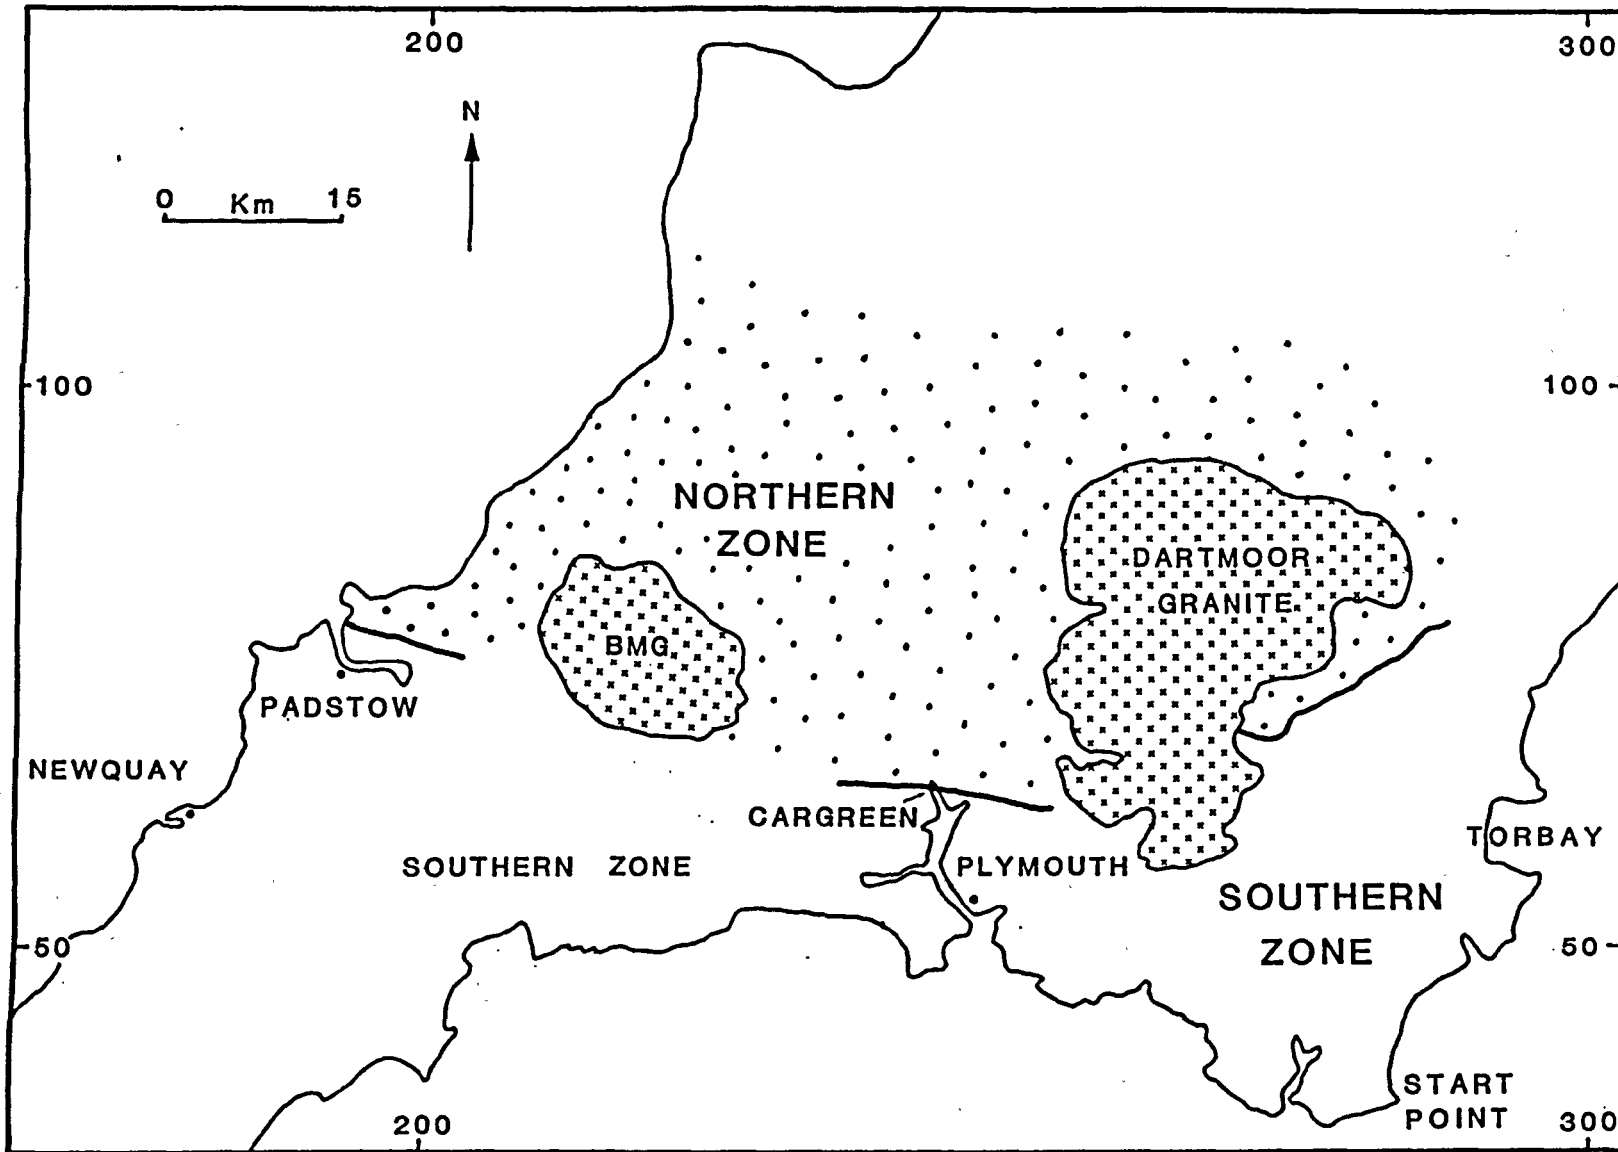 200
300
N
0 Km 15
100
100
NORTHERN
ZONE
DARTMOOR
GRANITE
BMG
PADSTOW
NEWQUAY
CARGREEN
TORBAY
SOUTHERN ZONE
PLYMOUTH
SOUTHERN
ZONE
50
50
START
POINT
200
300